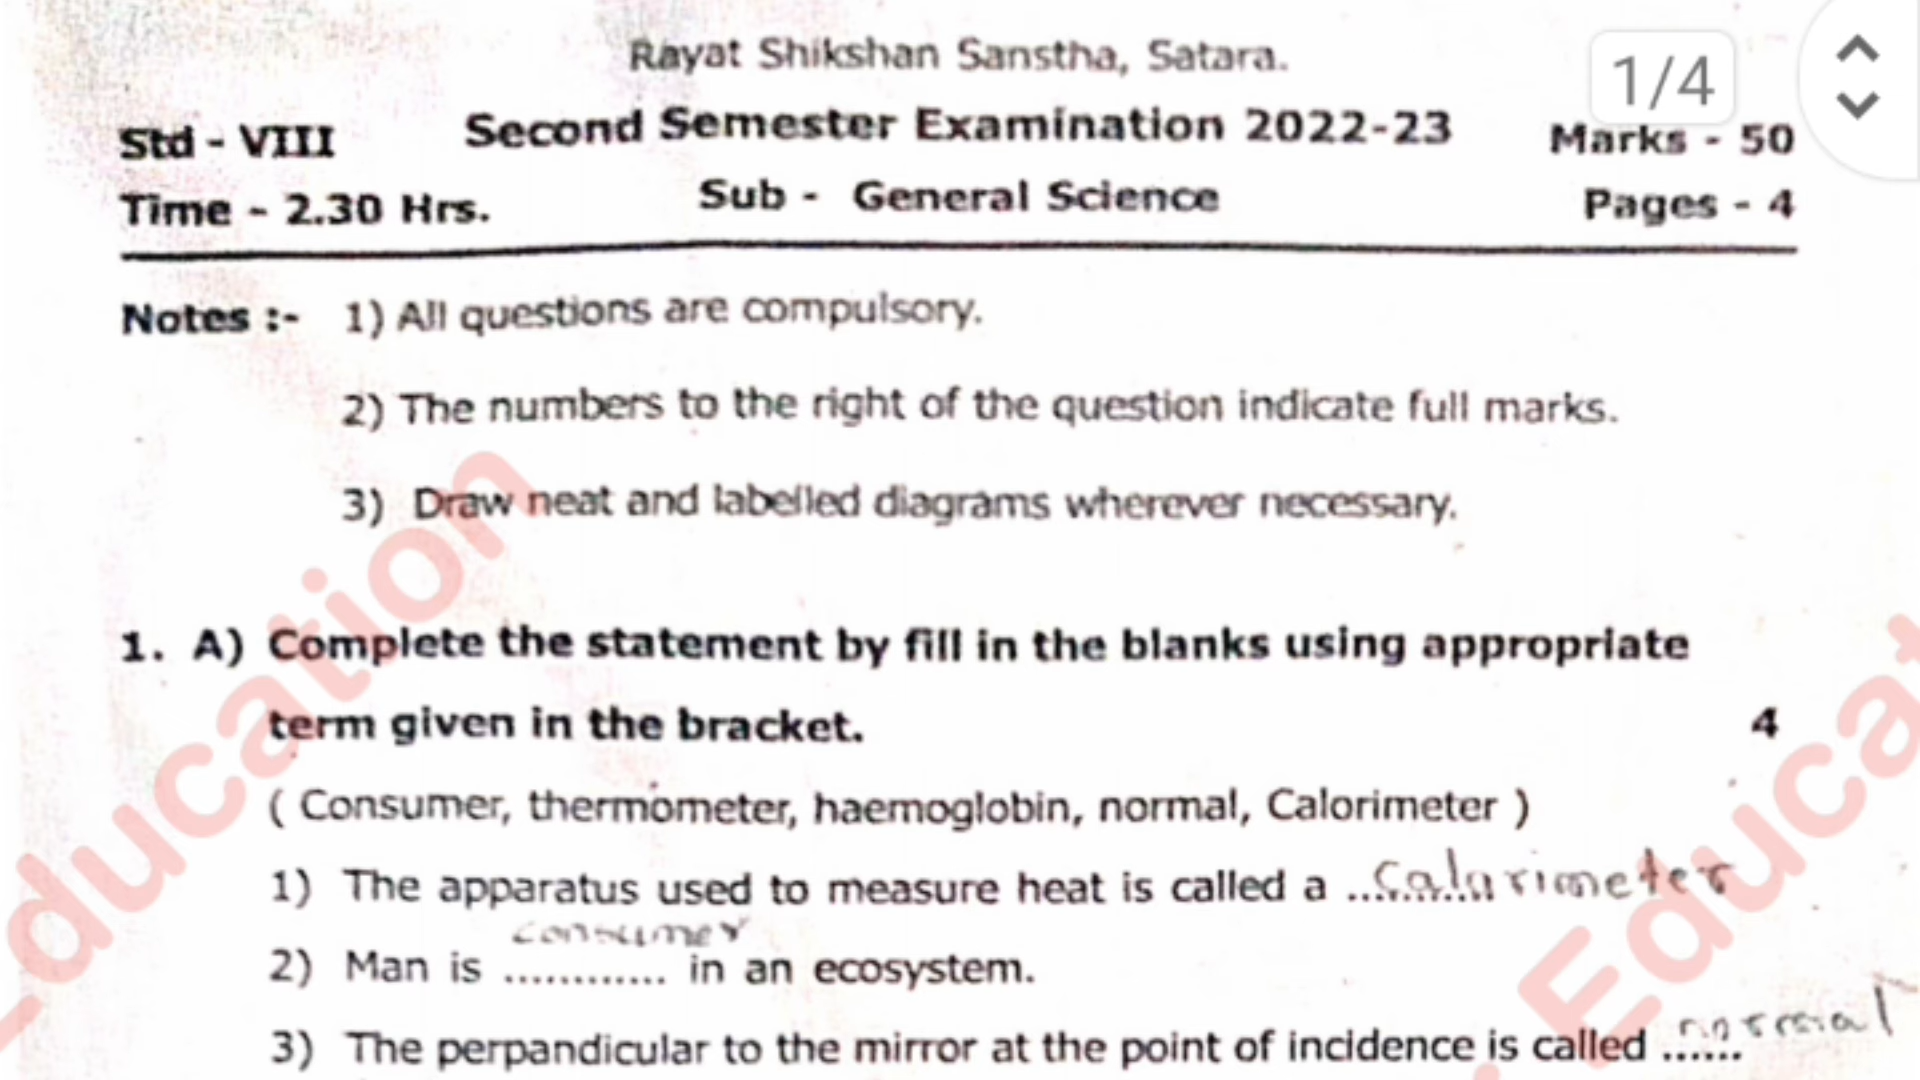 Rayat Shikshan Sanstha, Satara.
1/4
Std - VIII Second Semester Examination 2022-23 Marks - 50
Time - 2.30 Hrs. Sub - General Science Pages - 4
Notes :- 1) All questions are compulsory.
2) The numbers to the right of the question indicate full marks.
3) Draw neat and labelled diagrams wherever necessary.
1. A) Complete the statement by fill in the blanks using appropriate
term given in the bracket. 4
( Consumer, thermometer, haemoglobin, normal, Calorimeter )
1) The apparatus used to measure heat is called a ........... Calorimeter
consumer
2) Man is ............ in an ecosystem.
3) The perpandicular to the mirror at the point of incidence is called ...... normal
Education
Educat